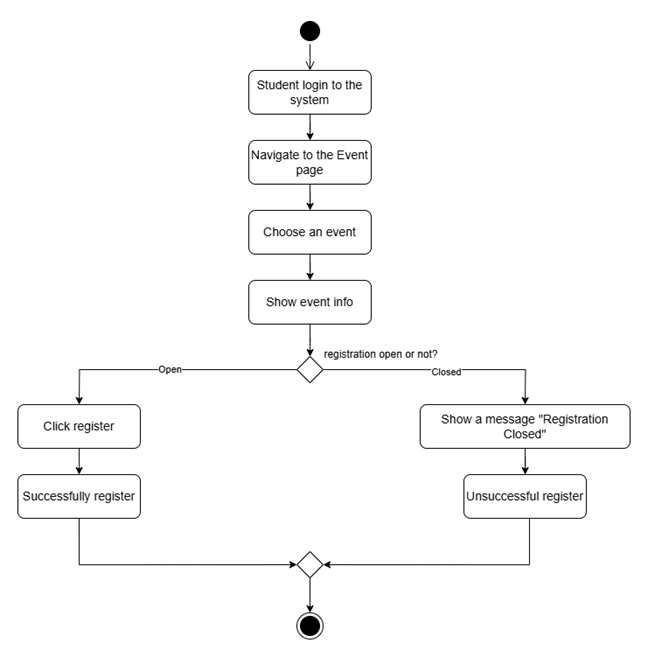 Student login to the
system
Navigate to the Event
page
Choose an event
Show event info
registration open or not?
Open
Closed
Click register
Show a message "Registration
Closed"
Successfully register
Unsuccessful register